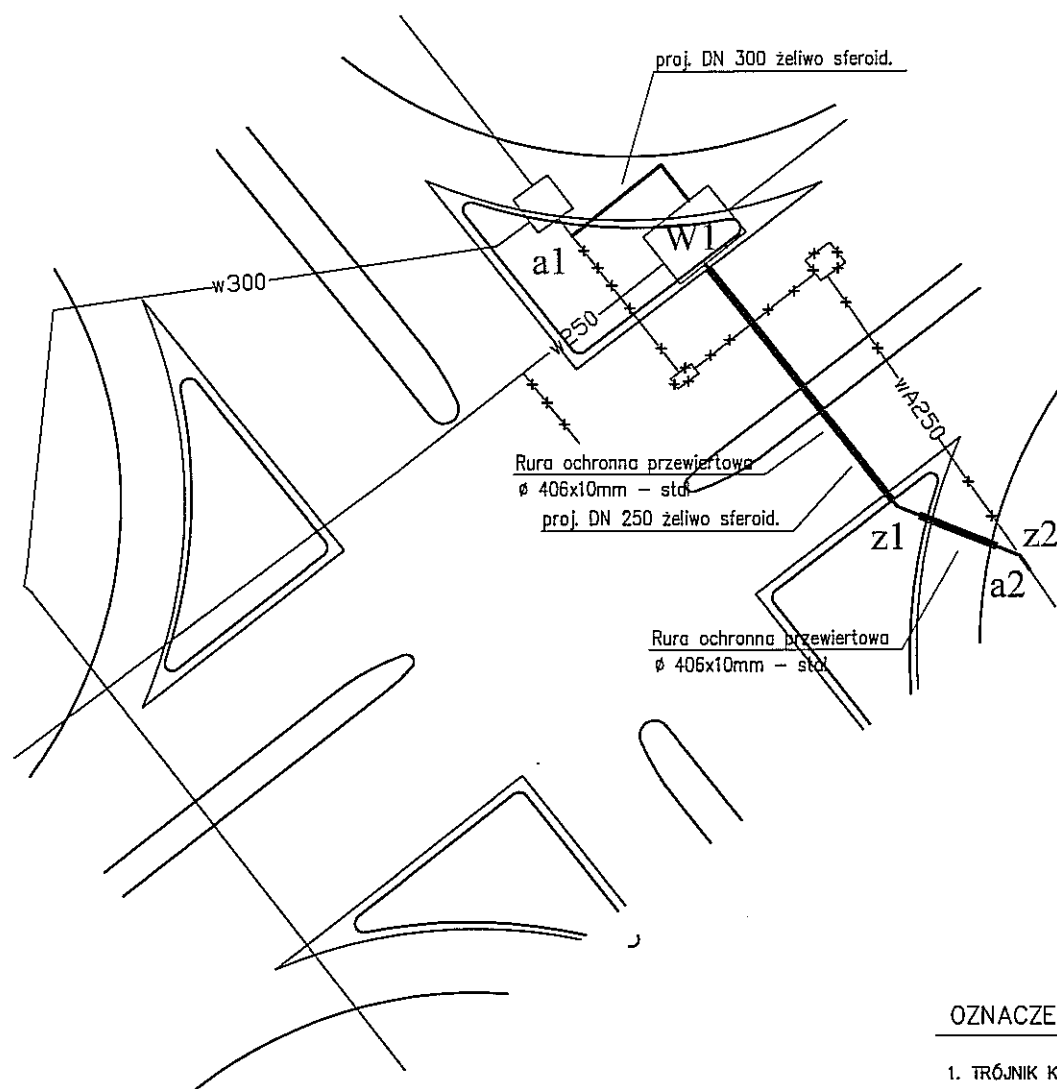 proj. DN 300 żeliwo sferoid.
W1
a1
w300
w250
wA250
Rura ochronna przewiertowa
ø 406x10mm – stal
proj. DN 250 żeliwo sferoid.
z1
z2
a2
Rura ochronna przewiertowa
ø 406x10mm – stal
OZNACZE
1. TRÓJNIK K